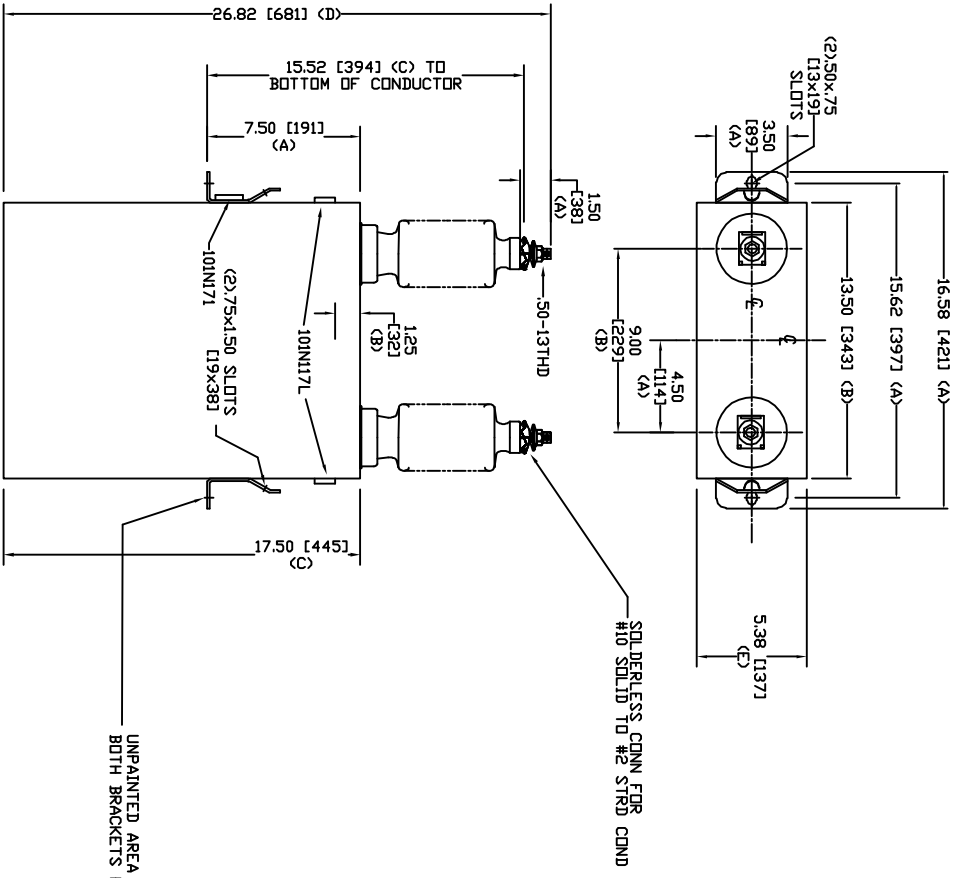 26.82 [681] (D)
15.52 [394] (C) TO
BOTTOM OF CONDUCTOR
7.50 [191]
(A)
1.50
[38]
(A)
.50-13THD
1.25
[32]
(B)
101N117L
101N171
(2).75x1.50 SLOTS
[19x38]
17.50 [445]
(C)
(2).50x.75
[13x19]
SLOTS
3.50
[89]
(A)
16.58 [421] (A)
15.62 [397] (A)
13.50 [343] (B)
9.00
[229]
(B)
4.50
[114]
(A)
5.38 [137]
(E)
SOLDERLESS CONN FOR
#10 SOLID TO #2 STRD COND
UNPAINTED AREA
BOTH BRACKETS